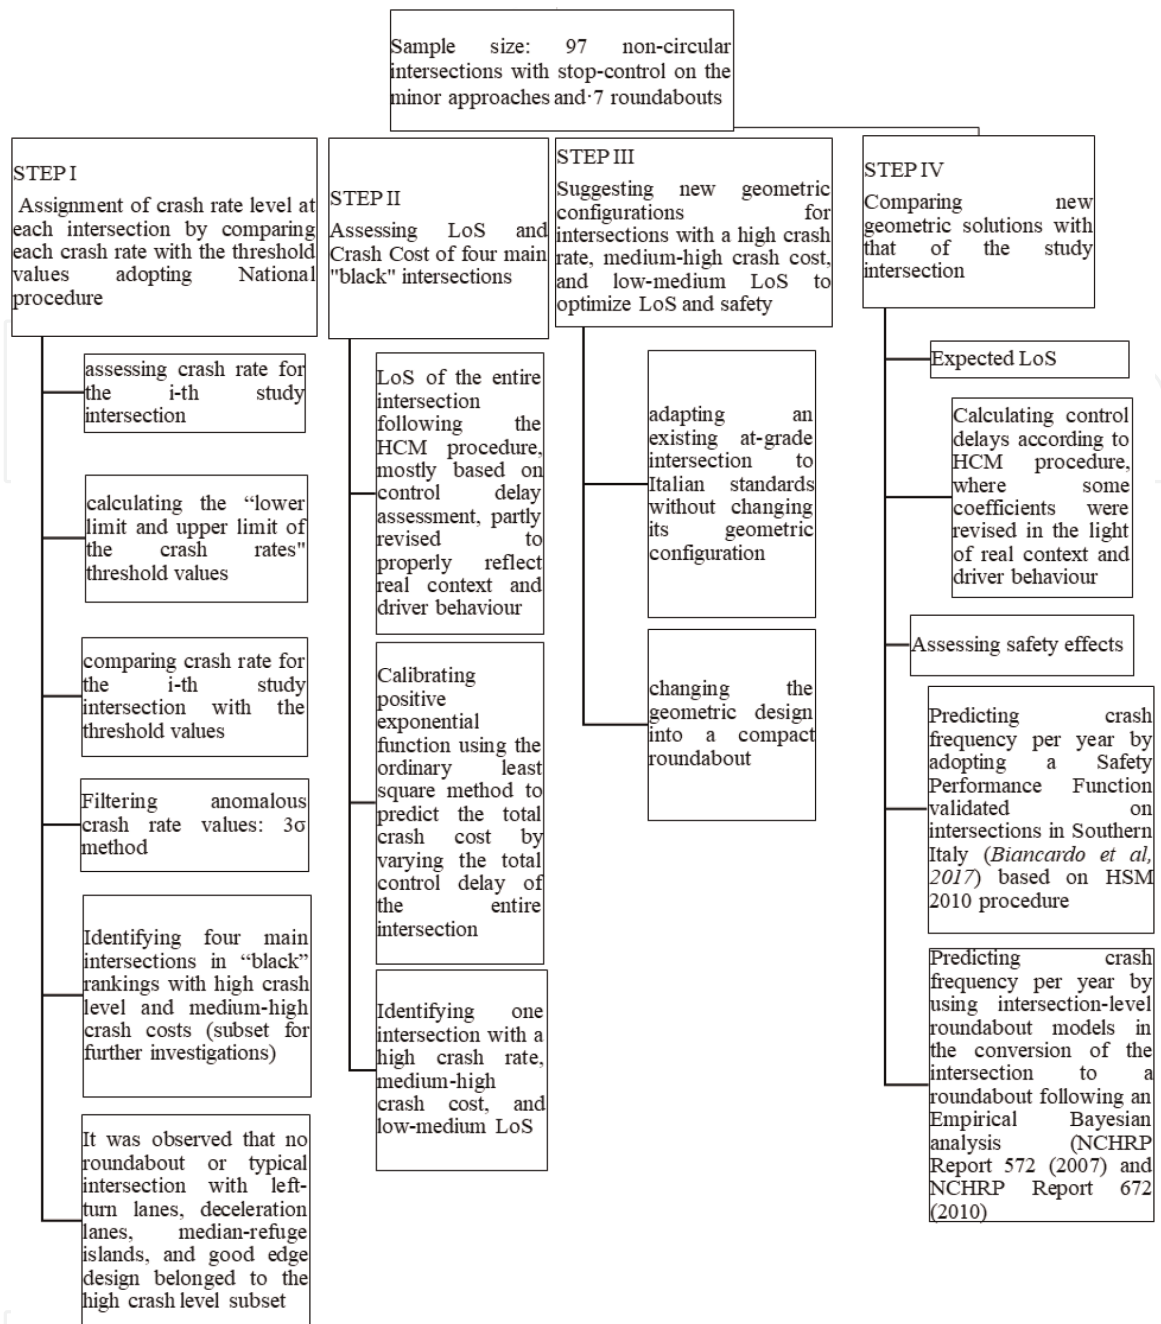 Sample size: 97 non-circular
intersections with stop-control on the
minor approaches and·7 roundabouts
STEP I
Assignment of crash rate level at
each intersection by comparing
each crash rate with the threshold
values adopting National
procedure
assessing crash rate for
the i-th study
intersection
calculating the “lower
limit and upper limit of
the crash rates"
threshold values
comparing crash rate for
the i-th study
intersection with the
threshold values
Filtering anomalous
crash rate values: 3σ
method
Identifying four main
intersections in “black”
rankings with high crash
level and medium-high
crash costs (subset for
further investigations)
It was observed that no
roundabout or typical
intersection with left-
turn lanes, deceleration
lanes, median-refuge
islands, and good edge
design belonged to the
high crash level subset
STEP II
Assessing LoS and
Crash Cost of four main
"black" intersections
LoS of the entire
intersection
following the
HCM procedure,
mostly based on
control delay
assessment, partly
revised to
properly reflect
real context and
driver behaviour
Calibrating
positive
exponential
function using the
ordinary least
square method to
predict the total
crash cost by
varying the total
control delay of
the entire
intersection
Identifying one
intersection with a
high crash rate,
medium-high
crash cost, and
low-medium LoS
STEP III
Suggesting new geometric
configurations for
intersections with a high crash
rate, medium-high crash cost,
and low-medium LoS to
optimize LoS and safety
adapting an
existing at-grade
intersection to
Italian standards
without changing
its geometric
configuration
changing the
geometric design
into a compact
roundabout
STEP IV
Comparing new
geometric solutions with
that of the study
intersection
Expected LoS
Calculating control
delays according to
HCM procedure,
where some
coefficients were
revised in the light
of real context and
driver behaviour
Assessing safety effects
Predicting crash
frequency per year by
adopting a Safety
Performance Function
validated on
intersections in Southern
Italy (Biancardo et al,
2017) based on HSM
2010 procedure
Predicting crash
frequency per year by
using intersection-level
roundabout models in
the conversion of the
intersection to a
roundabout following an
Empirical Bayesian
analysis (NCHRP
Report 572 (2007) and
NCHRP Report 672
(2010)